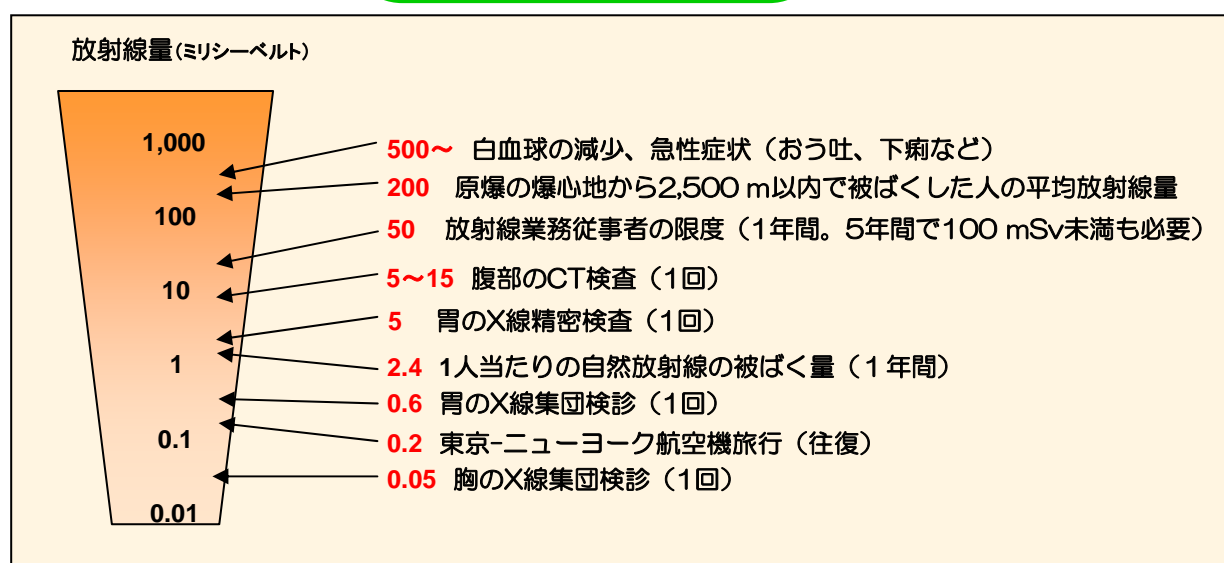 放射線量(ミリシーベルト)
1,000
500～ 白血球の減少、急性症状（おう吐、下痢など）
200 原爆の爆心地から2,500 m以内で被ばくした人の平均放射線量
100
50 放射線業務従事者の限度（1年間。5年間で100 mSv未満も必要）
5～15 腹部のCT検査（1回）
10
5 胃のX線精密検査（1回）
1
2.4 1人当たりの自然放射線の被ばく量（1年間）
0.6 胃のX線集団検診（1回）
0.1
0.2 東京-ニューヨーク航空機旅行（往復）
0.05 胸のX線集団検診（1回）
0.01